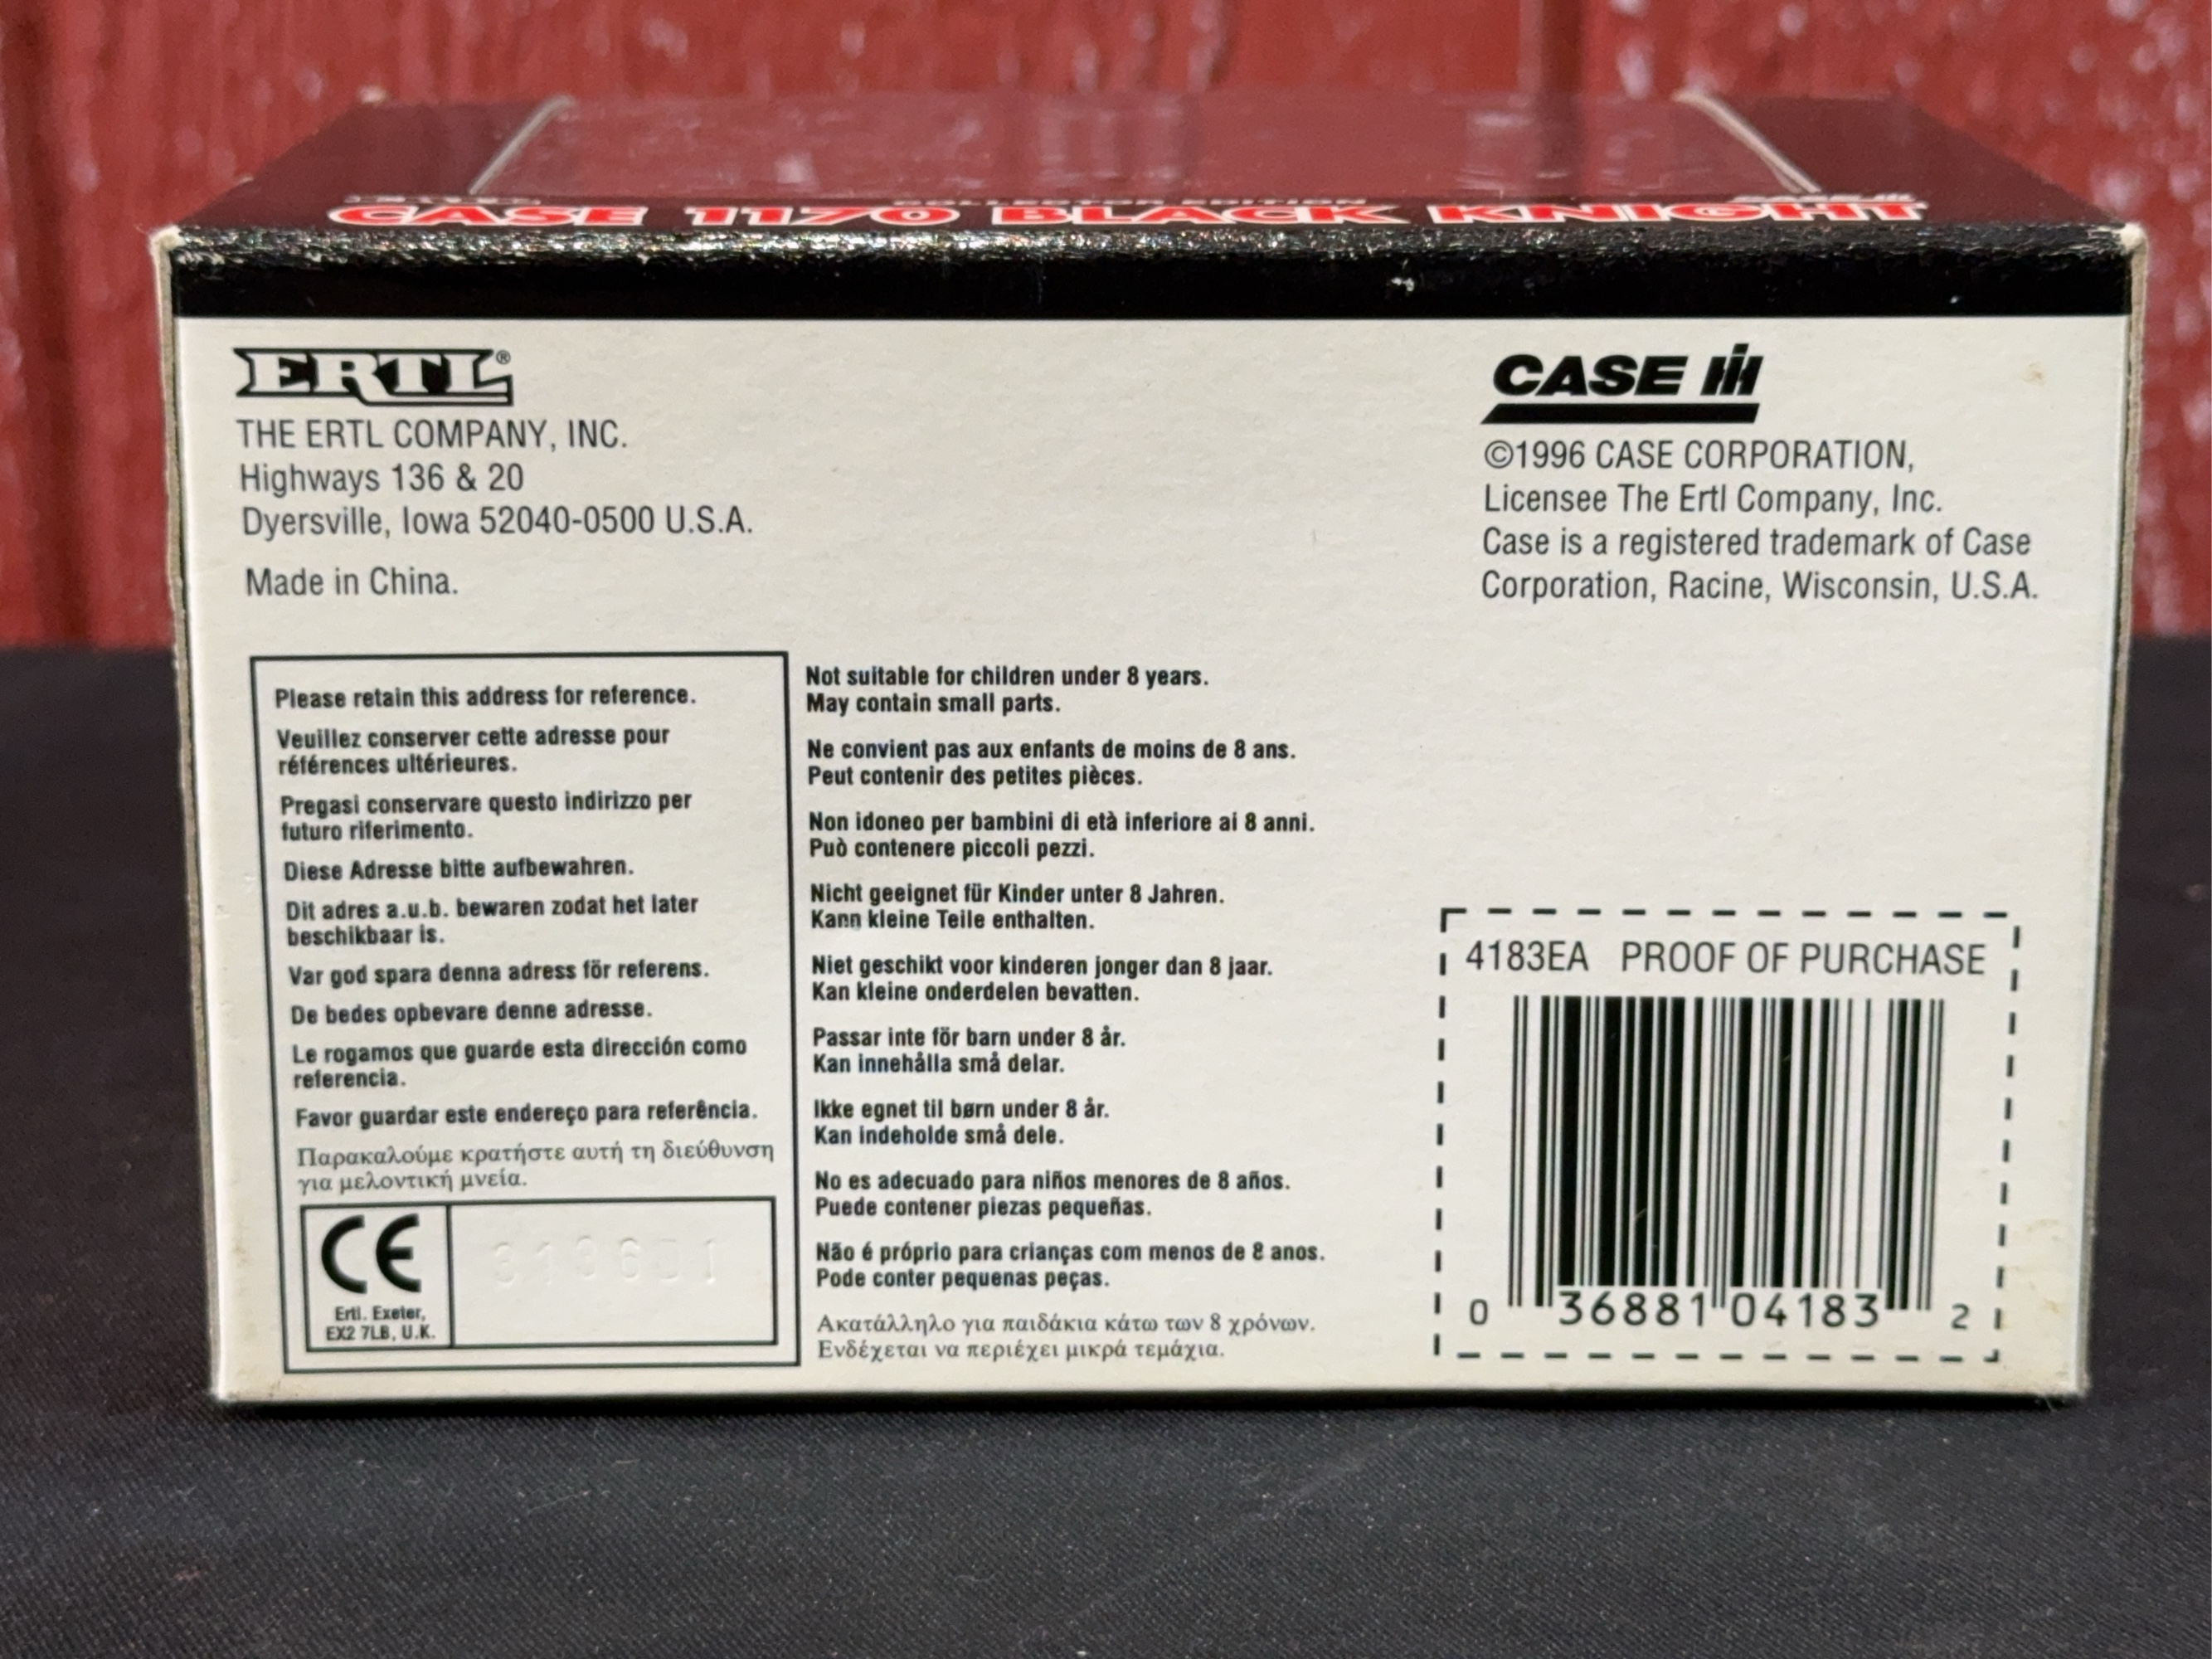 COLLECTOR EDITION
CASE 1170 BLACK KNIGHT
ERTL®
THE ERTL COMPANY, INC.
Highways 136 & 20
Dyersville, Iowa 52040-0500 U.S.A.
Made in China.
CASE IH
©1996 CASE CORPORATION,
Licensee The Ertl Company, Inc.
Case is a registered trademark of Case
Corporation, Racine, Wisconsin, U.S.A.
Please retain this address for reference.
Veuillez conserver cette adresse pour
références ultérieures.
Pregasi conservare questo indirizzo per
futuro riferimento.
Diese Adresse bitte aufbewahren.
Dit adres a.u.b. bewaren zodat het later
beschikbaar is.
Var god spara denna adress för referens.
De bedes opbevare denne adresse.
Le rogamos que guarde esta dirección como
referencia.
Favor guardar este endereço para referência.
Παρακαλούμε κρατήστε αυτή τη διεύθυνση
για μελοντική μνεία.
CE
Ertl. Exeter,
EX2 7LB, U.K.
Not suitable for children under 8 years.
May contain small parts.
Ne convient pas aux enfants de moins de 8 ans.
Peut contenir des petites pièces.
Non idoneo per bambini di età inferiore ai 8 anni.
Può contenere piccoli pezzi.
Nicht geeignet für Kinder unter 8 Jahren.
Kann kleine Teile enthalten.
Niet geschikt voor kinderen jonger dan 8 jaar.
Kan kleine onderdelen bevatten.
Passar inte för barn under 8 år.
Kan innehålla små delar.
Ikke egnet til børn under 8 år.
Kan indeholde små dele.
No es adecuado para niños menores de 8 años.
Puede contener piezas pequeñas.
Não é próprio para crianças com menos de 8 anos.
Pode conter pequenas peças.
Ακατάλληλο για παιδάκια κάτω των 8 χρόνων.
Ενδέχεται να περιέχει μικρά τεμάχια.
4183EA PROOF OF PURCHASE
0 36881 04183 2